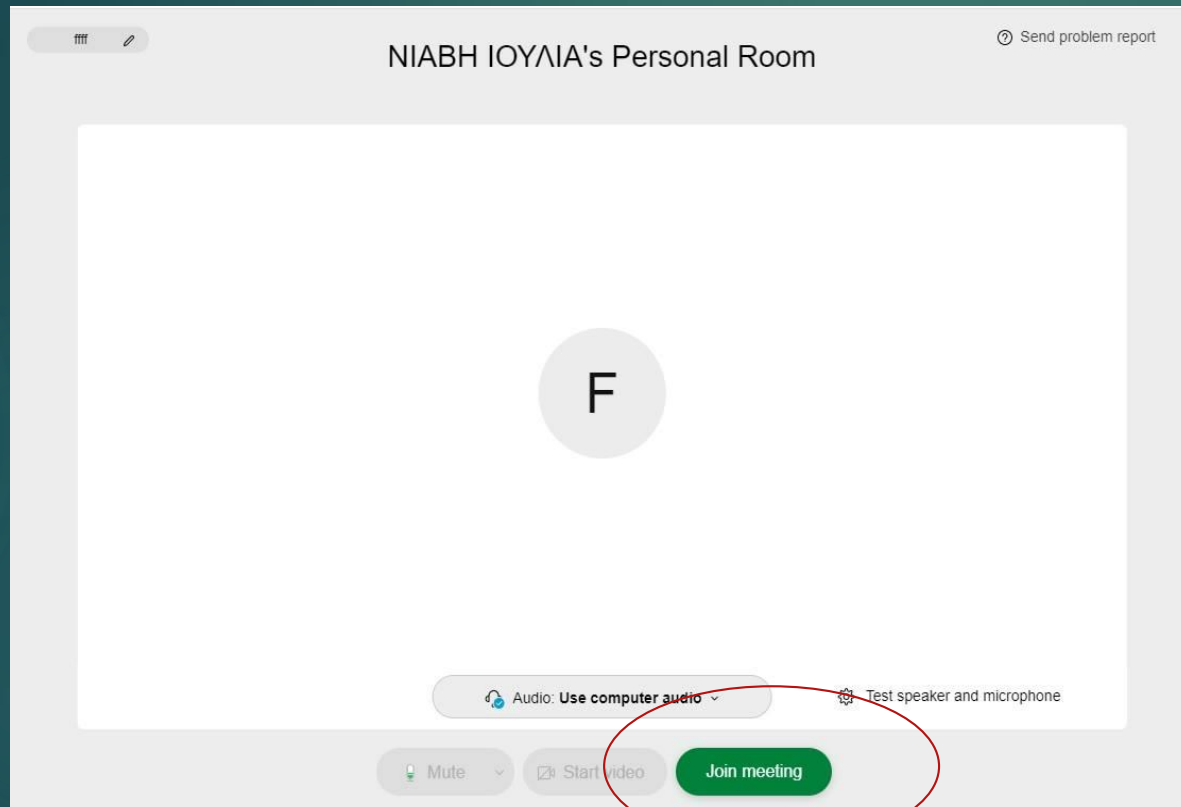 ffff
Send problem report
ΝΙΑΒΗ ΙΟΥΛΙΑ's Personal Room
F
Audio: Use computer audio
Test speaker and microphone
Mute
Start video
Join meeting